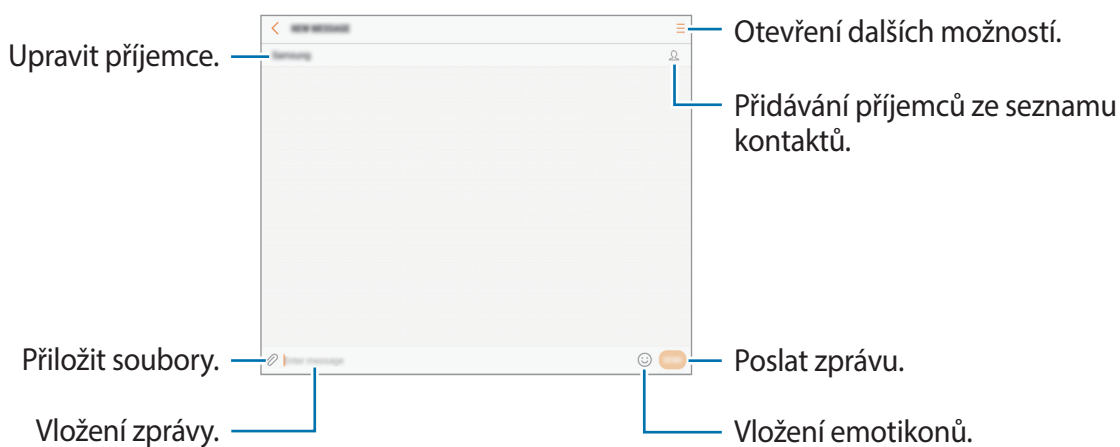 NEW MESSAGE
Otevření dalších možností.
Upravit příjemce.
Samsung
Přidávání příjemců ze seznamu
kontaktů.
Přiložit soubory.
Enter message
Poslat zprávu.
Vložení zprávy.
Vložení emotikonů.